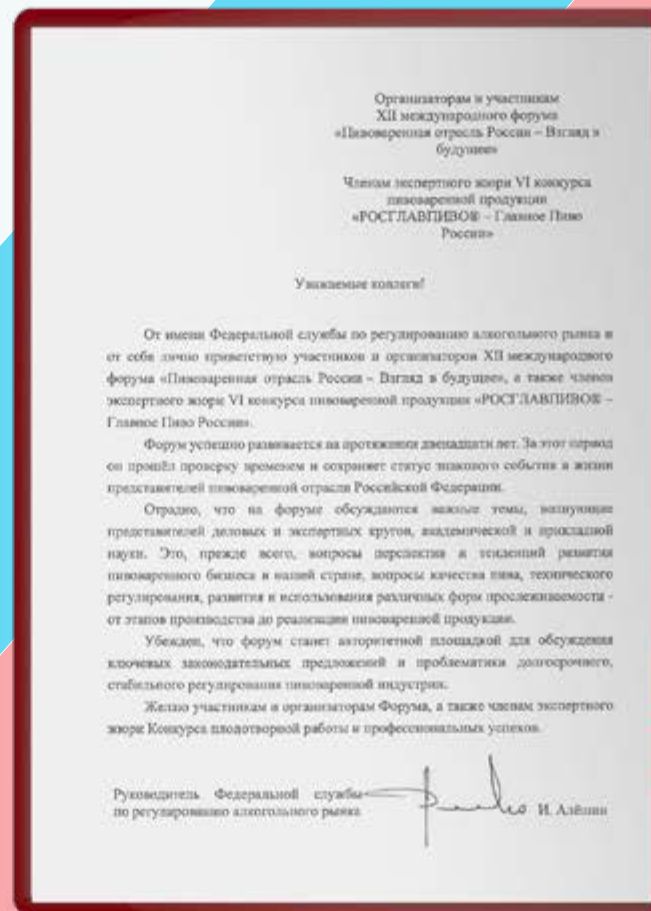 Организаторам и участникам
XII международного форума
«Пивоваренная отрасль России – Взгляд в
будущее»
Членам экспертного жюри VI конкурса
пивоваренной продукции
«РОСГЛАВПИВО® – Главное Пиво
России»
Уважаемые коллеги!
От имени Федеральной службы по регулированию алкогольного рынка и
от себя лично приветствую участников и организаторов XII международного
форума «Пивоваренная отрасль России – Взгляд в будущее», а также членов
экспертного жюри VI конкурса пивоваренной продукции «РОСГЛАВПИВО® –
Главное Пиво России».
Форум успешно развивается на протяжении двенадцати лет. За этот период
он прошёл проверку временем и сохраняет статус знакового события в жизни
представителей пивоваренной отрасли Российской Федерации.
Отрадно, что на форуме обсуждаются важные темы, волнующие
представителей деловых и экспертных кругов, академической и прикладной
науки. Это, прежде всего, вопросы перспектив и тенденций развития
пивоваренного бизнеса в нашей стране, вопросы качества пива, технического
регулирования, развития и использования различных форм прослеживаемости -
от этапов производства до реализации пивоваренной продукции.
Убежден, что форум станет авторитетной площадкой для обсуждения
ключевых законодательных предложений и проблематики долгосрочного,
стабильного регулирования пивоваренной индустрии.
Желаю участникам и организаторам Форума, а также членам экспертного
жюри Конкурса плодотворной работы и профессиональных успехов.
Руководитель Федеральной службы
по регулированию алкогольного рынка И. Алёшин